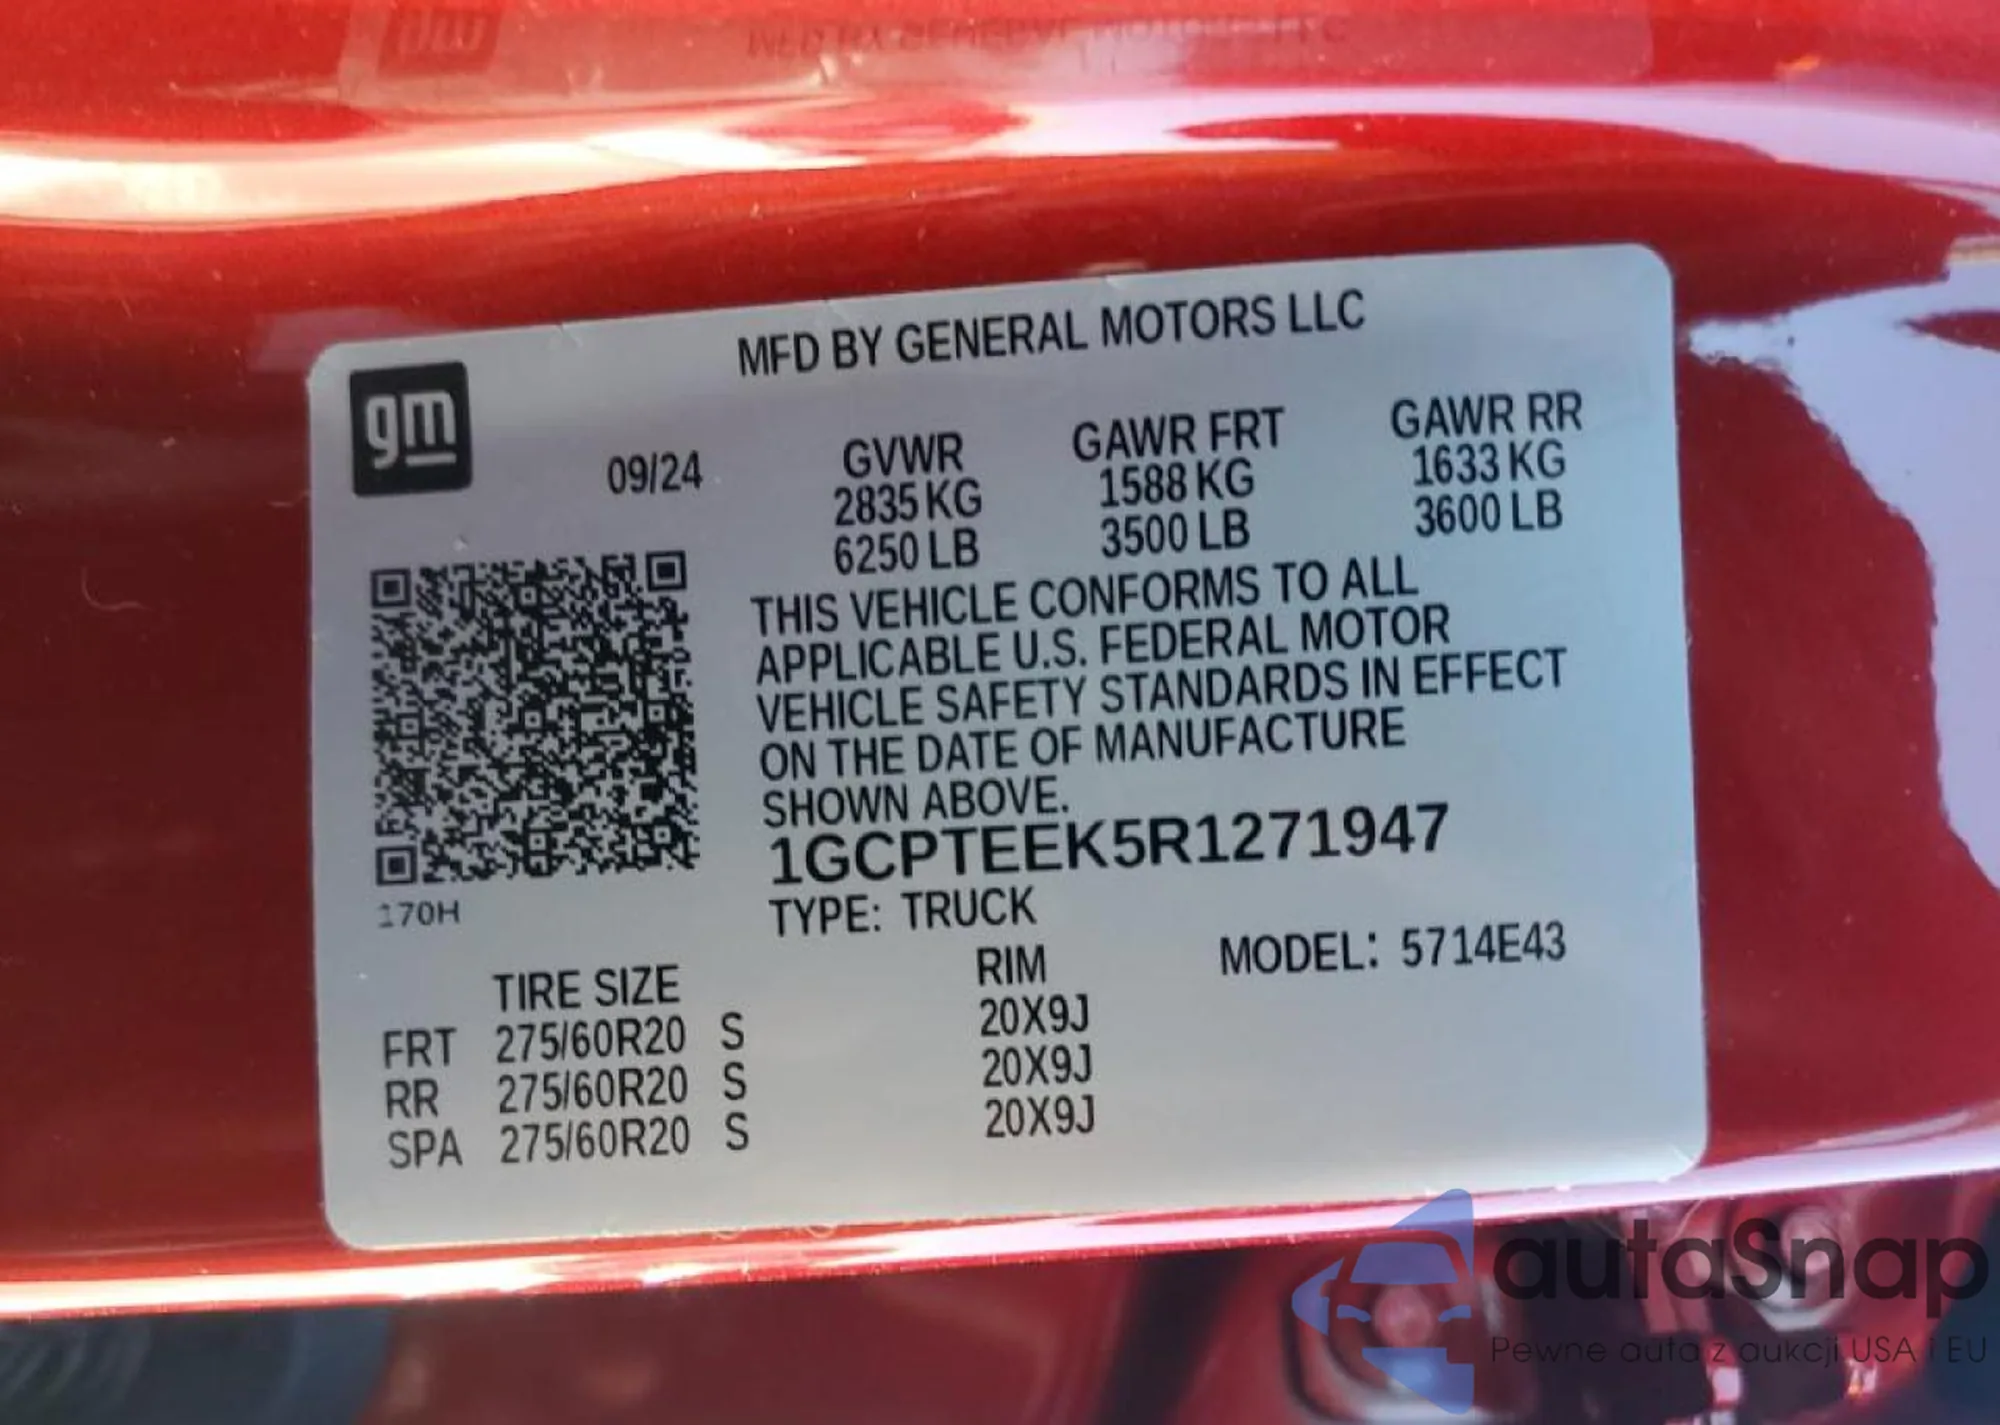 MFD BY GENERAL MOTORS LLC
gm
09/24
GVWR GAWR FRT GAWR RR
2835 KG 1588 KG 1633 KG
6250 LB 3500 LB 3600 LB
THIS VEHICLE CONFORMS TO ALL
APPLICABLE U.S. FEDERAL MOTOR
VEHICLE SAFETY STANDARDS IN EFFECT
ON THE DATE OF MANUFACTURE
SHOWN ABOVE.
1GCPTEEK5R1271947
170H
TYPE: TRUCK
MODEL: 5714E43
TIRE SIZE RIM
FRT 275/60R20 S 20X9J
RR 275/60R20 S 20X9J
SPA 275/60R20 S 20X9J
autaSnap
Pewne auta z aukcji USA i EU